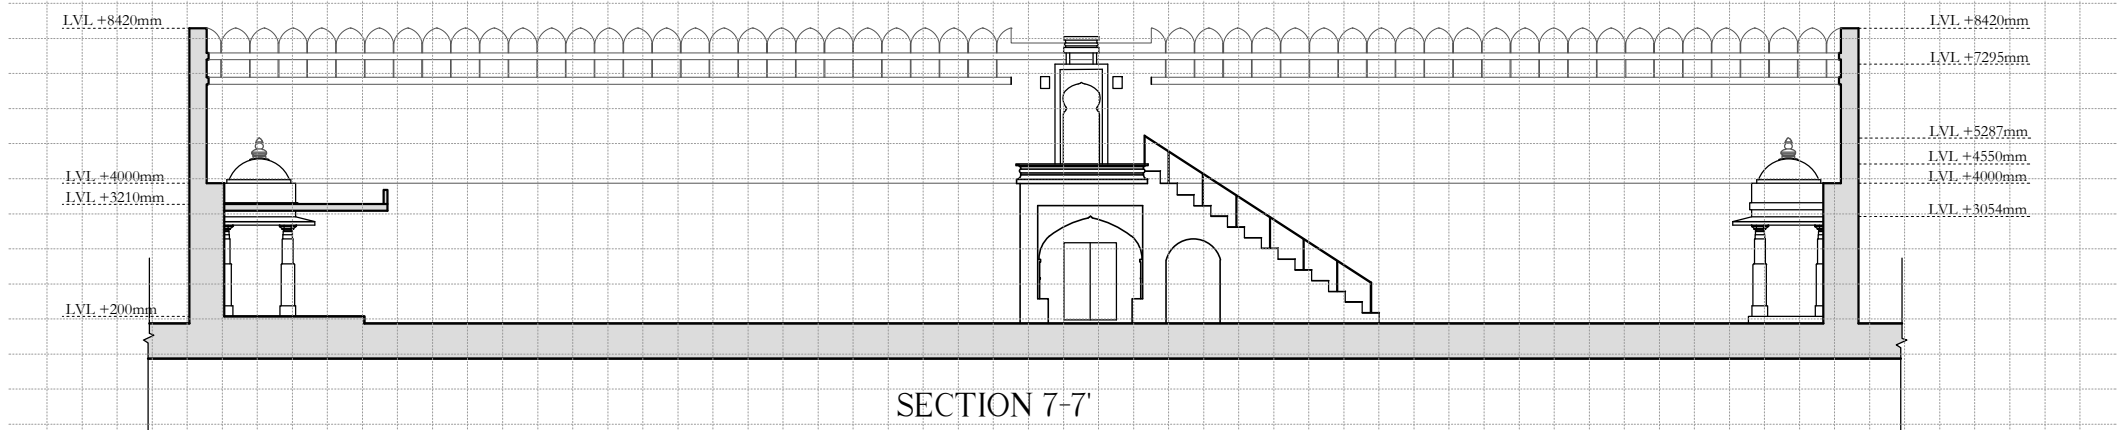 LVL +8420mm
LVL +4000mm
LVL +3210mm
LVL +200mm
LVL +8420mm
LVL +7295mm
LVL +5287mm
LVL +4550mm
LVL +4000mm
LVL +3054mm
SECTION 7-7'